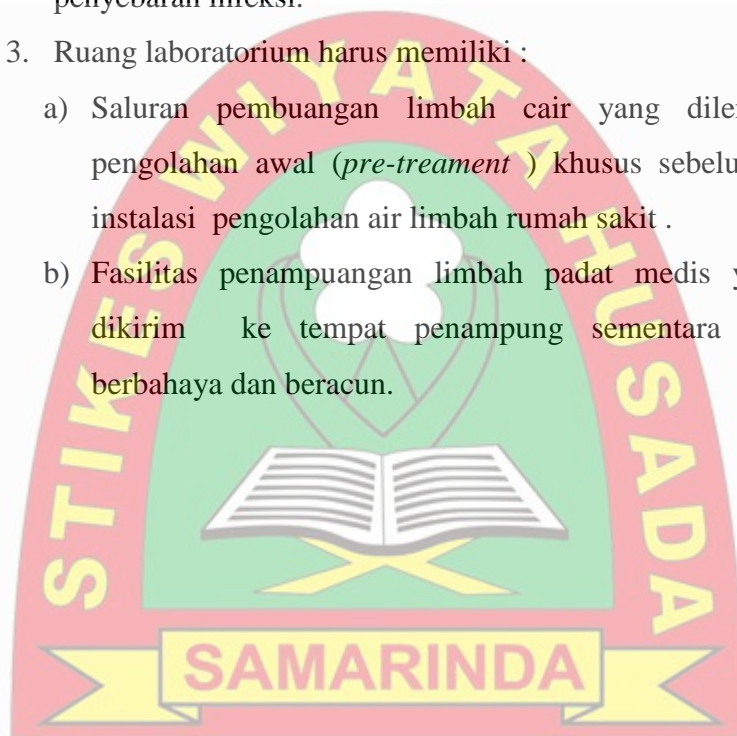 penyebaran infeksi.
3. Ruang laboratorium harus memiliki :
a) Saluran pembuangan limbah cair yang
pengolahan awal (pre-treament ) khusus
instalasi pengolahan air limbah rumah sakit .
b) Fasilitas penampuangan limbah padat medis
dikirim ke tempat penampung sementara
berbahaya dan beracun.
STIKES WIYATA HUSADA
SAMARINDA